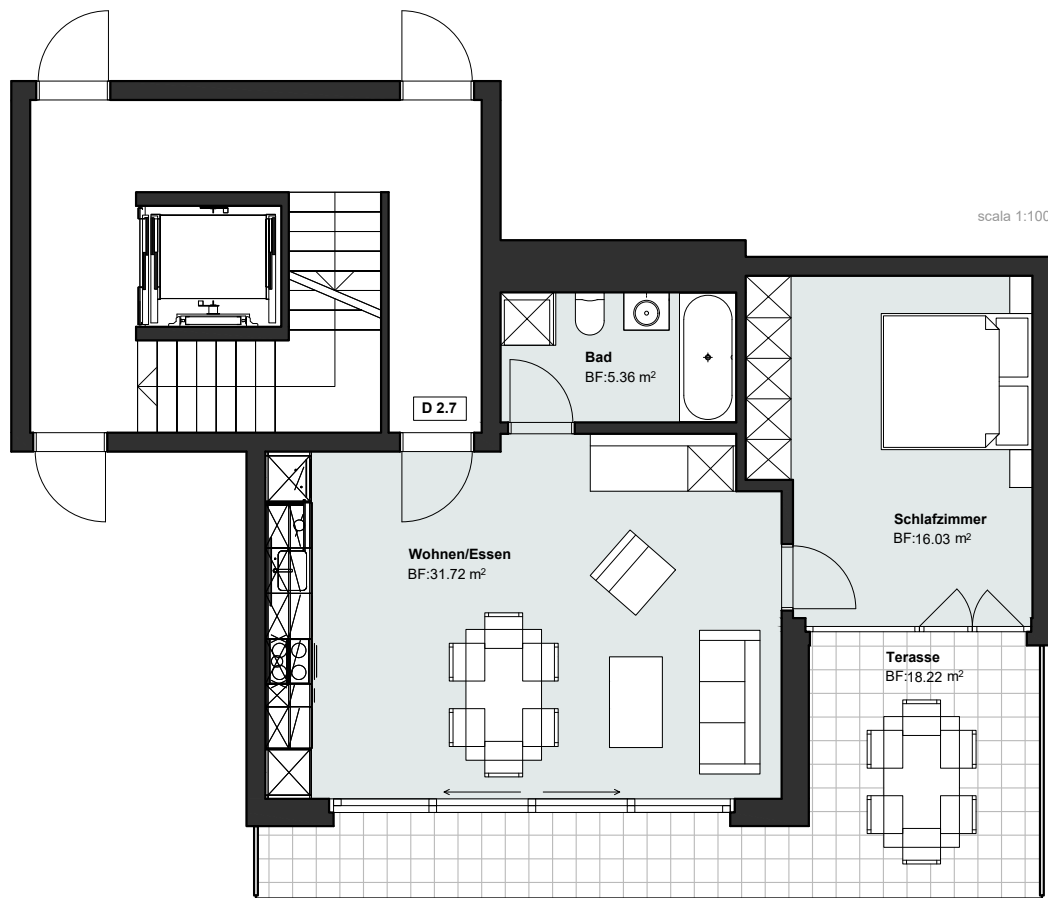 scala 1:100
Bad
BF:5.36 m²
D 2.7
Schlafzimmer
BF:16.03 m²
Wohnen/Essen
BF:31.72 m²
Terasse
BF:18.22 m²